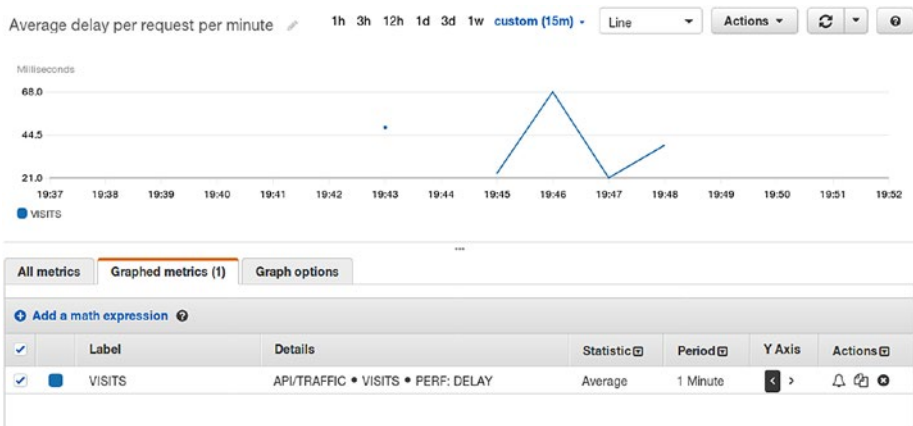 Average delay per request per minute 1h 3h 12h 1d 3d 1w custom (15m) Line Actions
Milliseconds
68.0
44.5
21.0
19:37 19:38 19:39 19:40 19:41 19:42 19:43 19:44 19:45 19:46 19:47 19:48 19:49 19:50 19:51 19:52
VISITS
All metrics Graphed metrics (1) Graph options
Add a math expression
Label Details Statistic Period Y Axis Actions
VISITS API/TRAFFIC • VISITS • PERF: DELAY Average 1 Minute < >